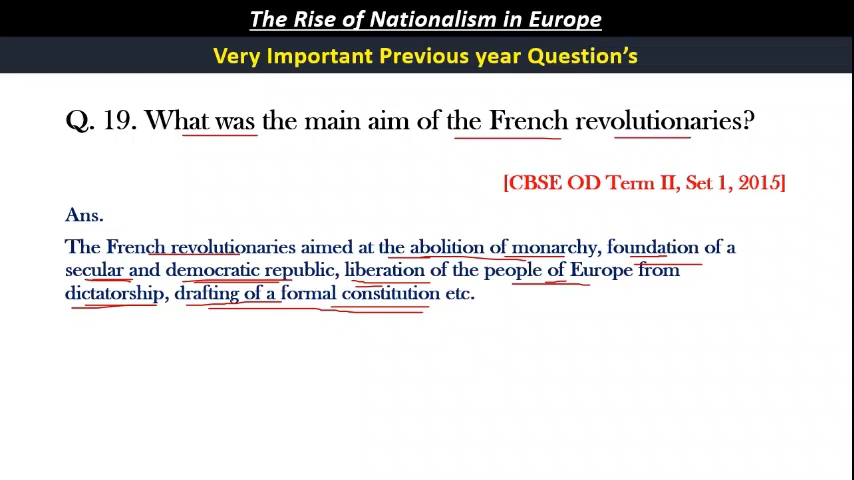 The Rise of Nationalism in Europe
Very Important Previous year Question's
Q. 19. What was the main aim of the French revolutionaries?
[CBSE OD Term II, Set 1, 2015]
Ans.
The French revolutionaries aimed at the abolition of monarchy, foundation of a
secular and democratic republic, liberation of the people of Europe from
dictatorship, drafting of a formal constitution etc.